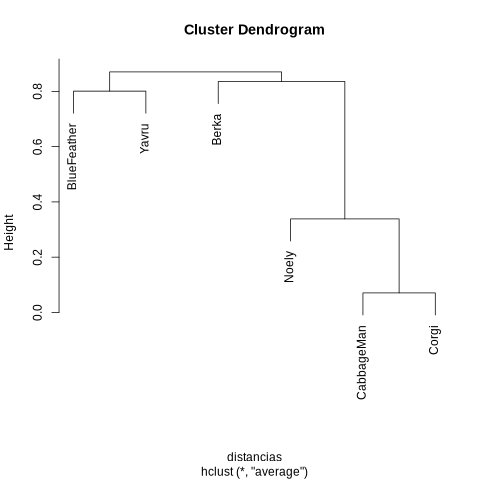 Cluster Dendrogram
Height
0.0
0.2
0.4
0.6
0.8
BlueFeather
Yavru
Berka
Noely
CabbageMan
Corgi
distancias
hclust (*, "average")